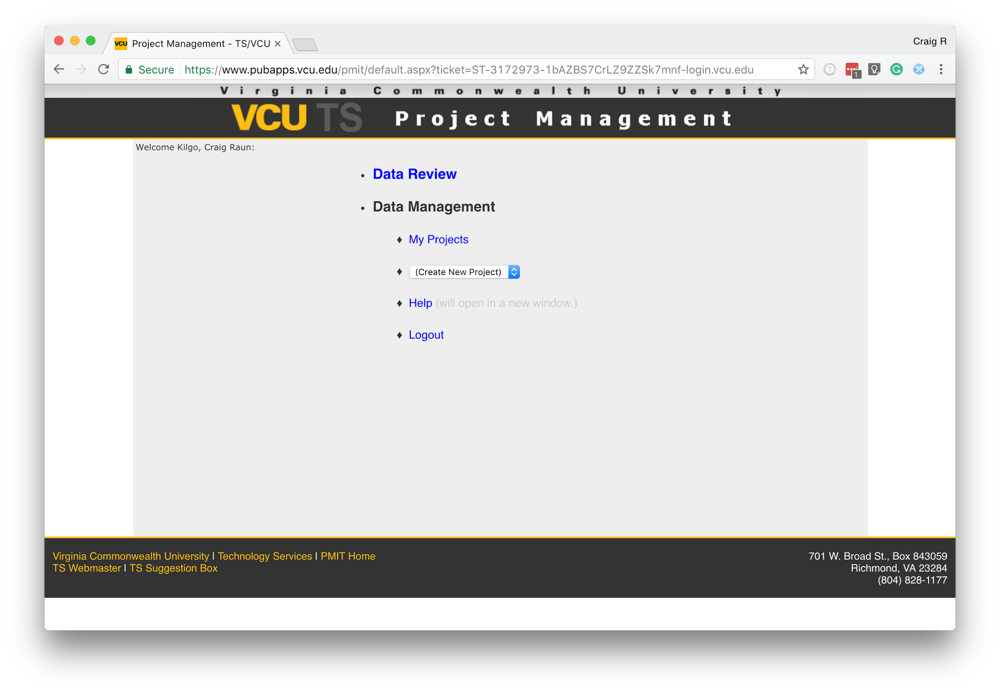 VCU Project Management - TS/VCU ×
Craig R
Secure https://www.pubapps.vcu.edu/pmit/default.aspx?ticket=ST-3172973-1bAZBS7CrLZ9ZZSk7mnf-login.vcu.edu
1
Virginia Commonwealth University
VCU TS Project Management
Welcome Kilgo, Craig Raun:
Data Review
Data Management
My Projects
(Create New Project)
Help (will open in a new window.)
Logout
Virginia Commonwealth University | Technology Services | PMIT Home
TS Webmaster | TS Suggestion Box
701 W. Broad St., Box 843059
Richmond, VA 23284
(804) 828-1177